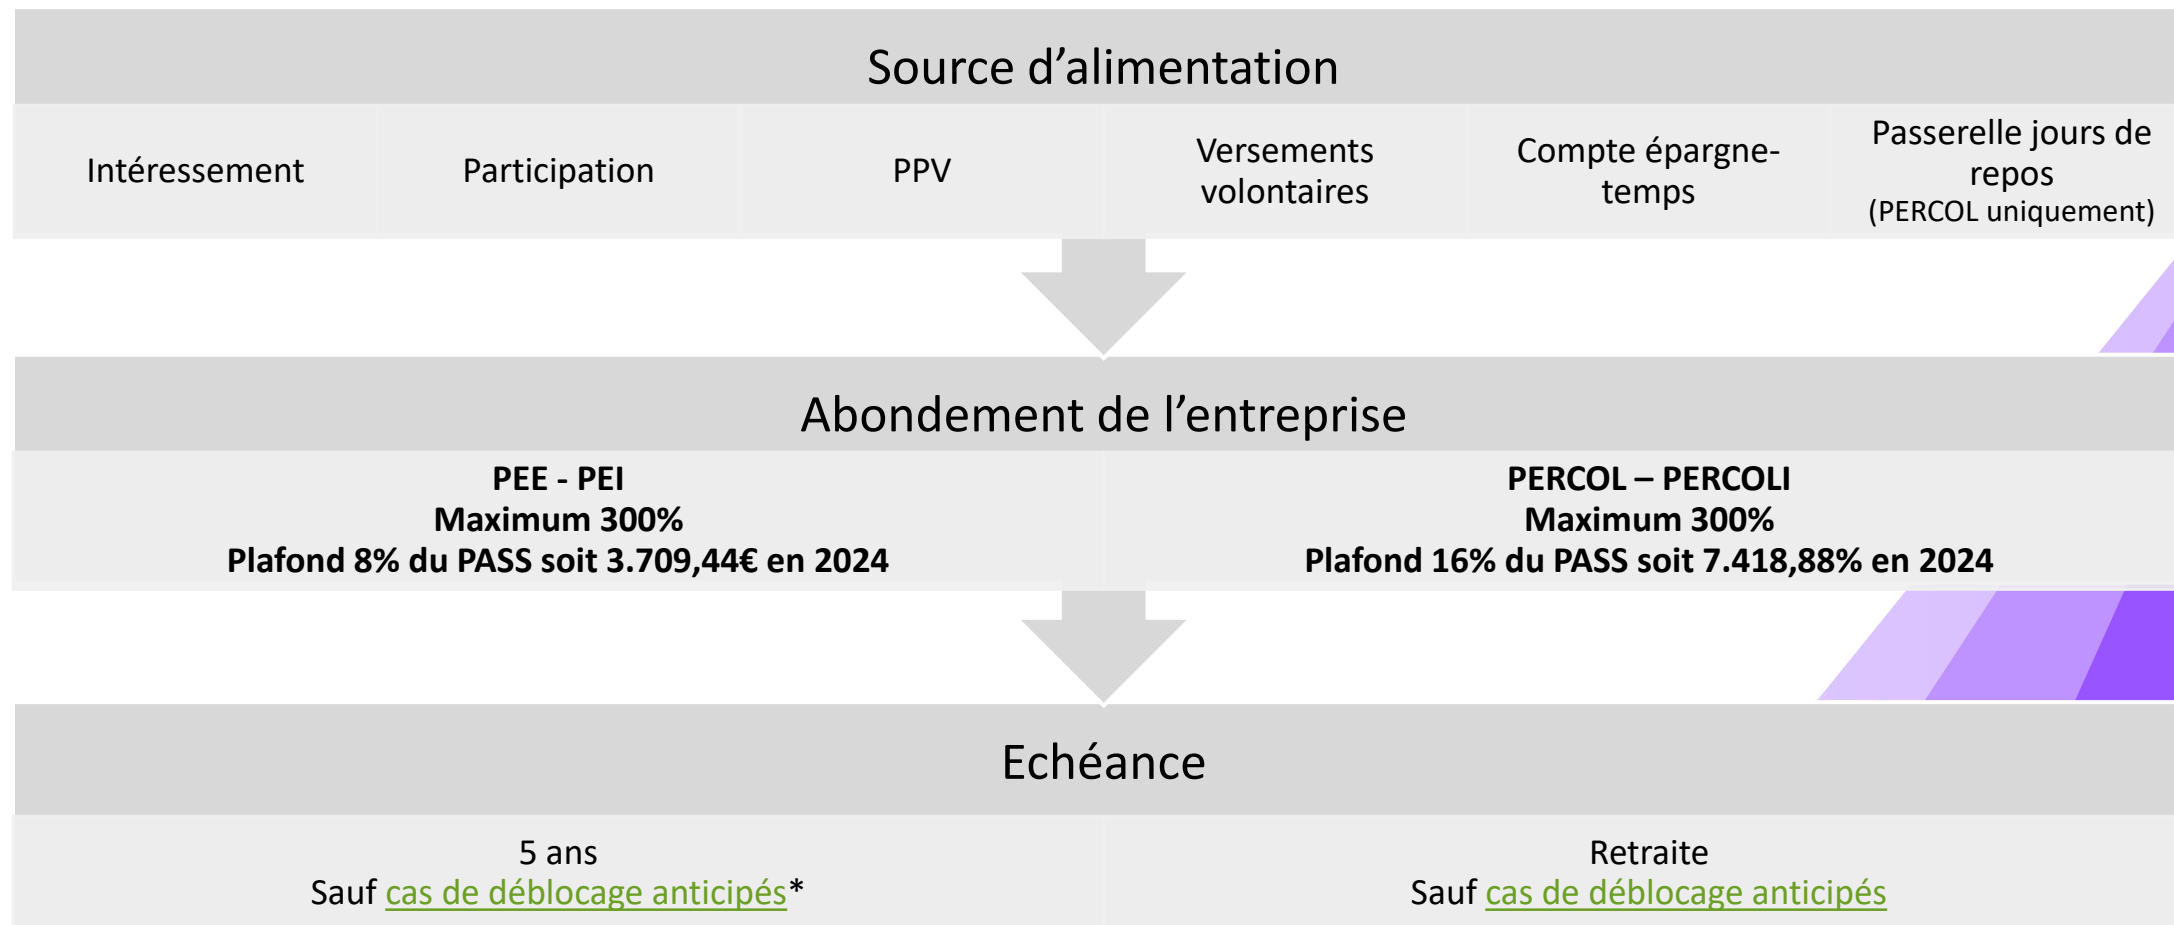 Source d’alimentation
Intéressement
Participation
PPV
Versements
volontaires
Compte épargne-
temps
Passerelle jours de
repos
(PERCOL uniquement)
Abondement de l’entreprise
PEE - PEI
Maximum 300%
Plafond 8% du PASS soit 3.709,44€ en 2024
PERCOL – PERCOLI
Maximum 300%
Plafond 16% du PASS soit 7.418,88% en 2024
Echéance
5 ans
Sauf cas de déblocage anticipés*
Retraite
Sauf cas de déblocage anticipés